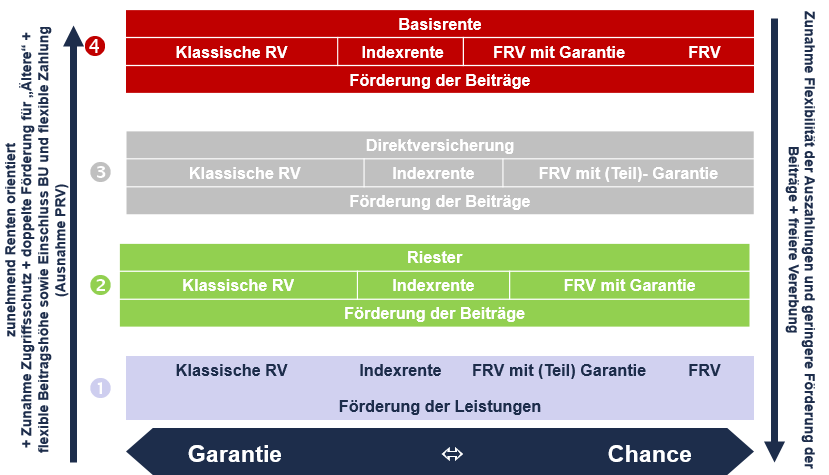 zunehmend Renten orientiert
+ Zunahme Zugriffsschutz + doppelte Förderung für „Ältere“ +
flexible Beitragshöhe sowie Einschluss BU und flexible Zahlung
(Ausnahme PRV)
4
Basisrente
Klassische RV Indexrente FRV mit Garantie FRV
Förderung der Beiträge
3
Direktversicherung
Klassische RV Indexrente FRV mit (Teil)- Garantie
Förderung der Beiträge
2
Riester
Klassische RV Indexrente FRV mit Garantie
Förderung der Beiträge
1
Klassische RV Indexrente FRV mit (Teil) Garantie FRV
Förderung der Leistungen
Garantie ⇔ Chance
Zunahme Flexibilität der Auszahlungen und geringere Förderung der
Beiträge + freiere Vererbung